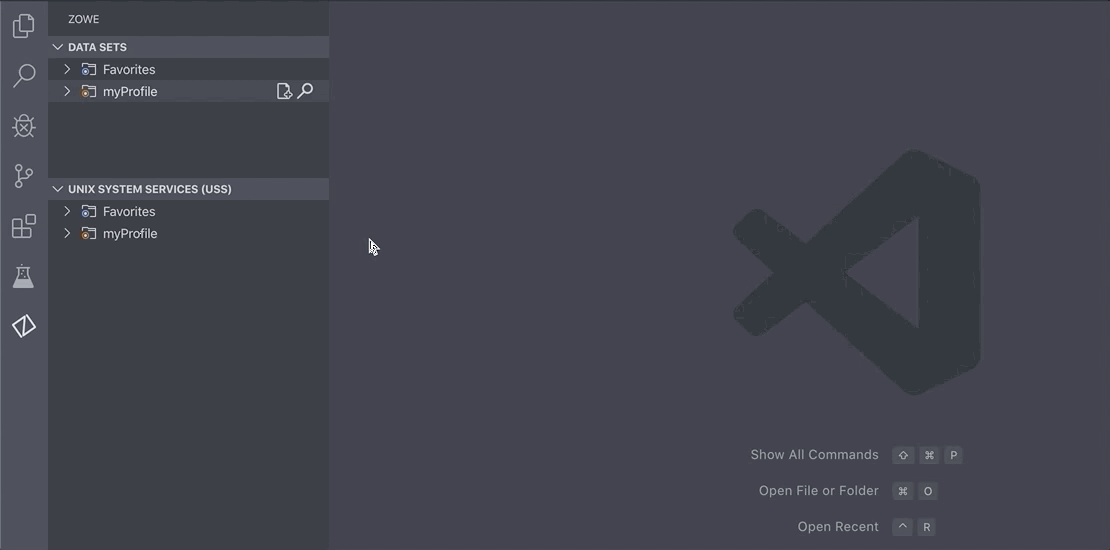 ZOWE
DATA SETS
Favorites
myProfile
UNIX SYSTEM SERVICES (USS)
Favorites
myProfile
Show All Commands ⇧ ⌘ P
Open File or Folder ⌘ O
Open Recent ^ R